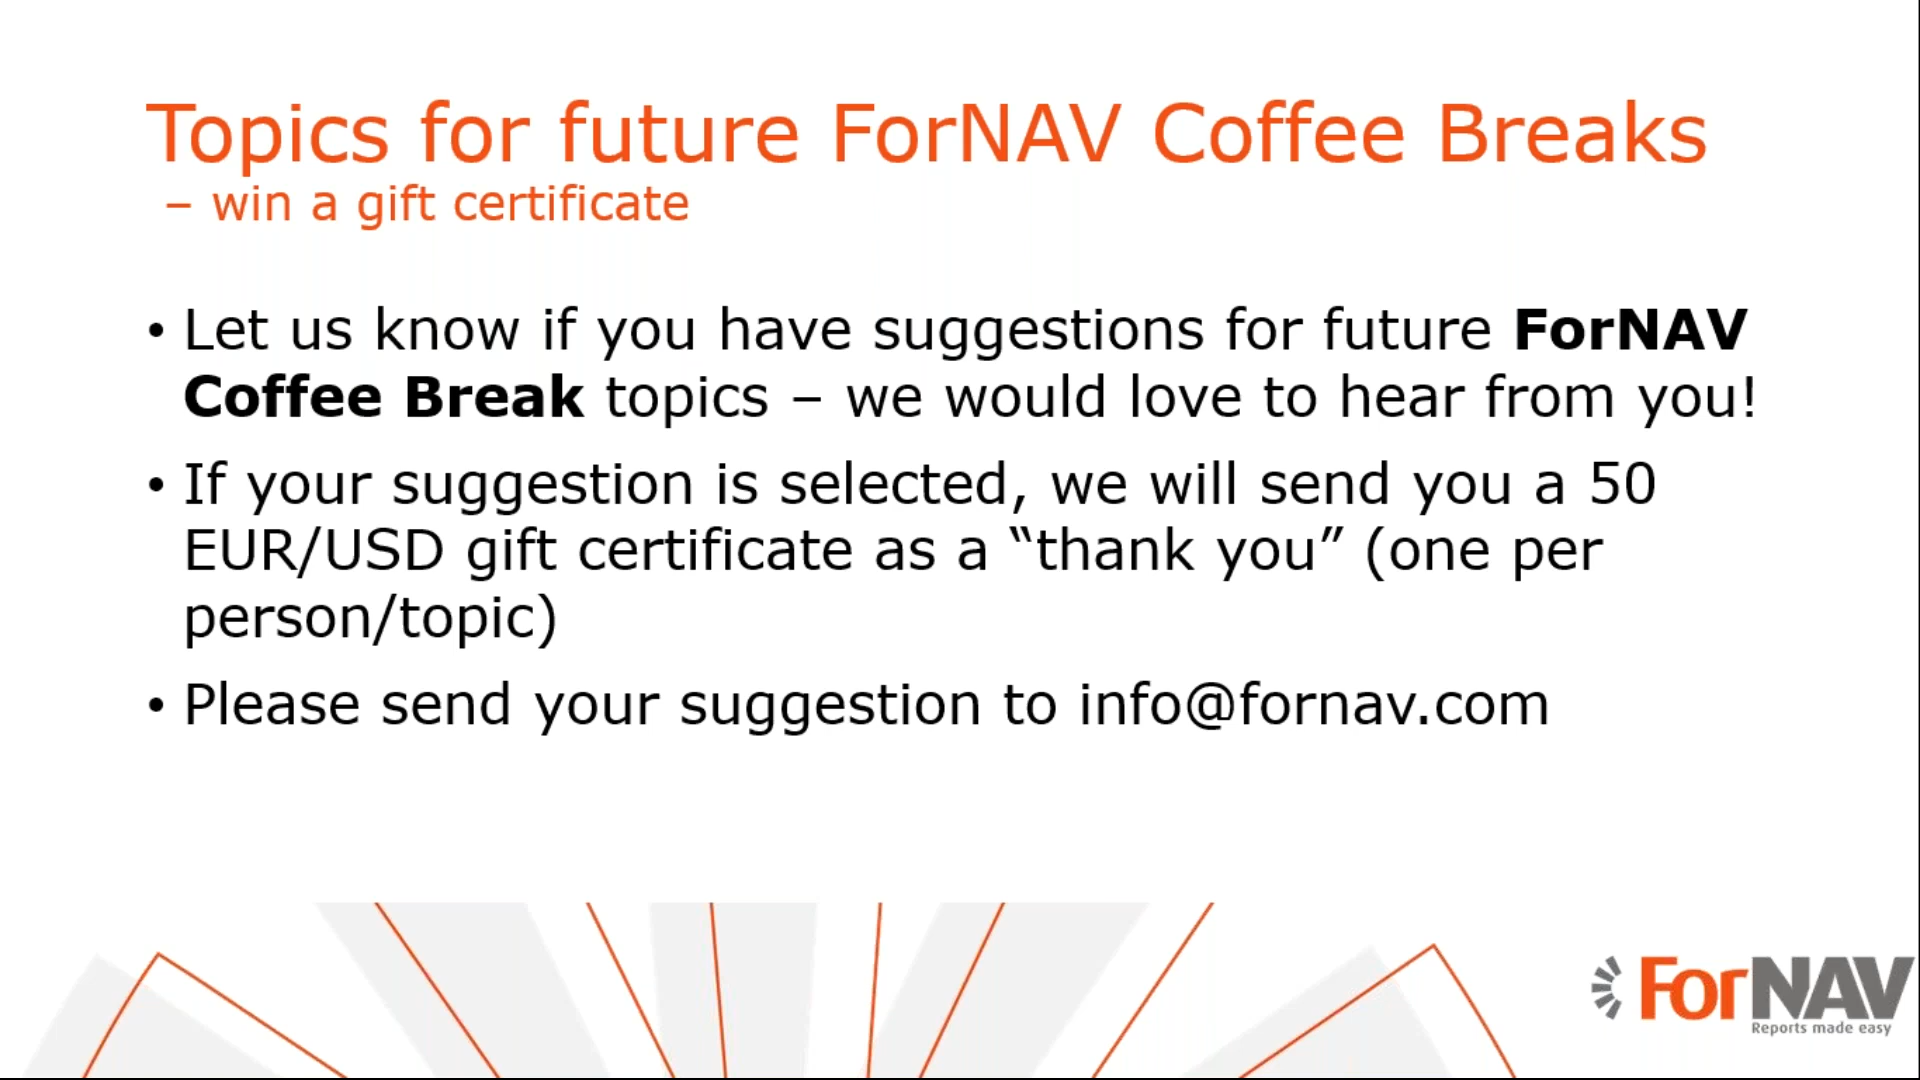 Topics for future ForNAV Coffee Breaks
– win a gift certificate
• Let us know if you have suggestions for future ForNAV
Coffee Break topics – we would love to hear from you!
• If your suggestion is selected, we will send you a 50
EUR/USD gift certificate as a “thank you” (one per
person/topic)
• Please send your suggestion to info@fornav.com
ForNAV
Reports made easy